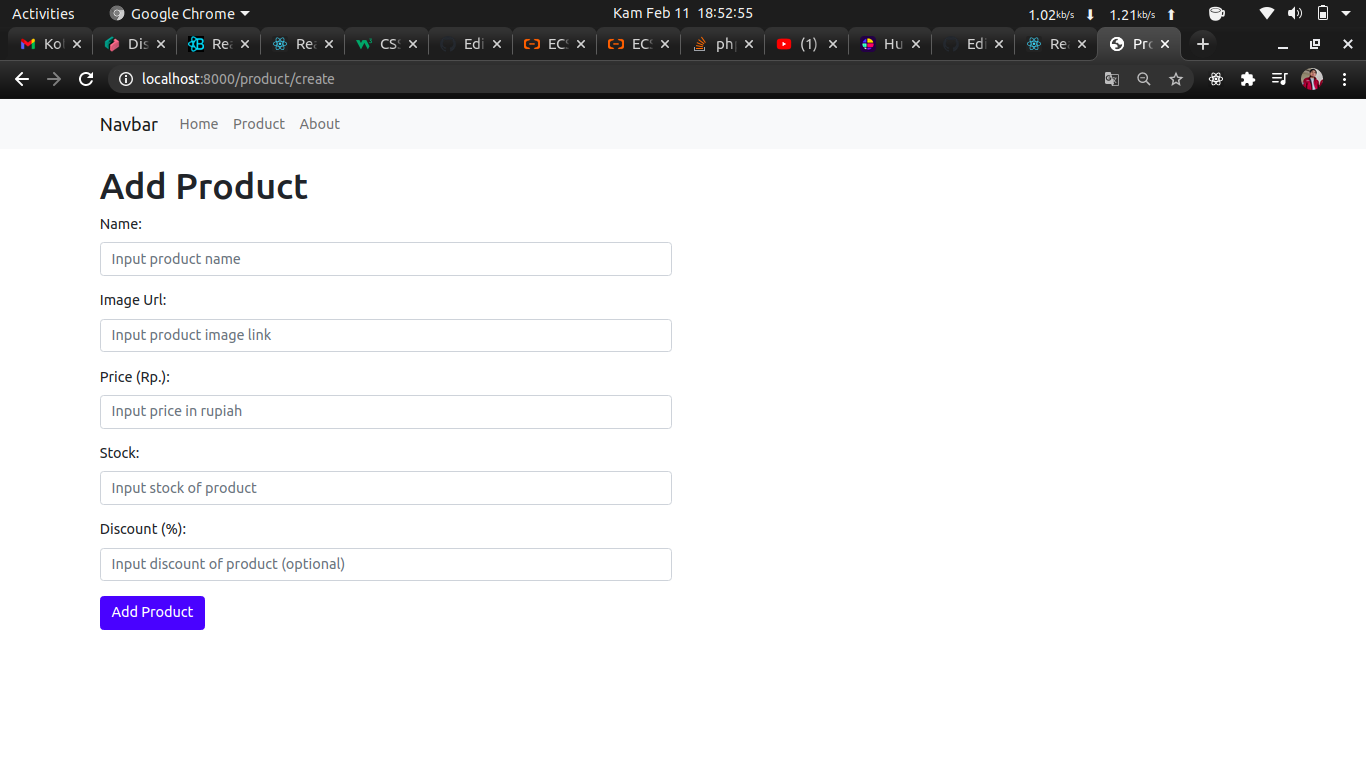 Activities Google Chrome Kam Feb 11 18:52:55 1.02kb/s 1.21kb/s
Kol Dis Rea Rea CSS Edi ECS ECS php (1) Hu Edi Rea Pro
localhost:8000/product/create
Navbar Home Product About
Add Product
Name:
Input product name
Image Url:
Input product image link
Price (Rp.):
Input price in rupiah
Stock:
Input stock of product
Discount (%):
Input discount of product (optional)
Add Product